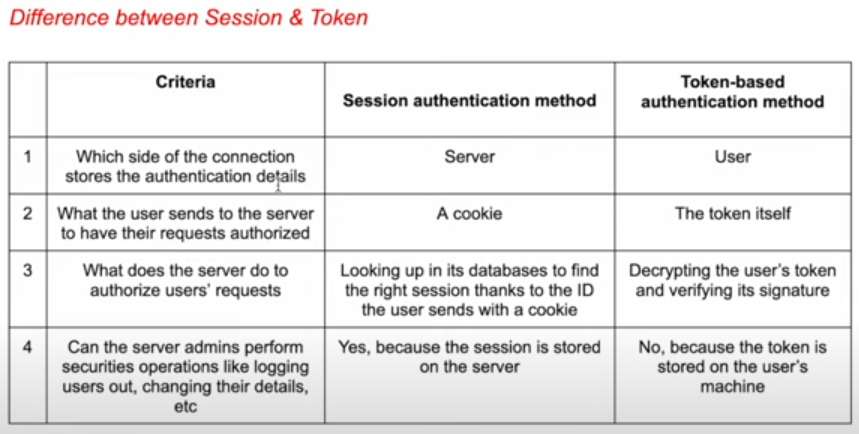 Difference between Session & Token
Criteria
Session authentication method
Token-based
authentication method
1
Which side of the connection
stores the authentication details
Server
User
2
What the user sends to the server
to have their requests authorized
A cookie
The token itself
3
What does the server do to
authorize users' requests
Looking up in its databases to find
the right session thanks to the ID
the user sends with a cookie
Decrypting the user's token
and verifying its signature
4
Can the server admins perform
securities operations like logging
users out, changing their details,
etc
Yes, because the session is stored
on the server
No, because the token is
stored on the user's
machine